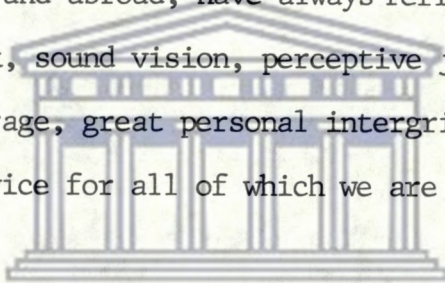 and abroad, have always
, sound vision, perceptive
age, great personal intergri
ice for all of which we are